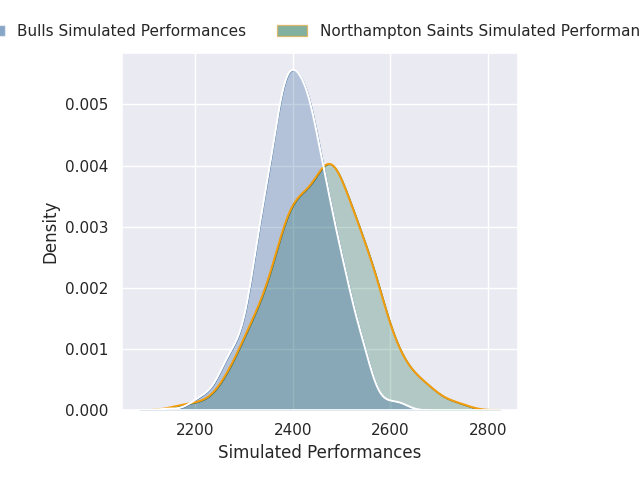 Bulls Simulated Performances
Northampton Saints Simulated Performan
0.005
0.004
0.003
0.002
0.001
0.000
Density
2200 2400 2600 2800
Simulated Performances